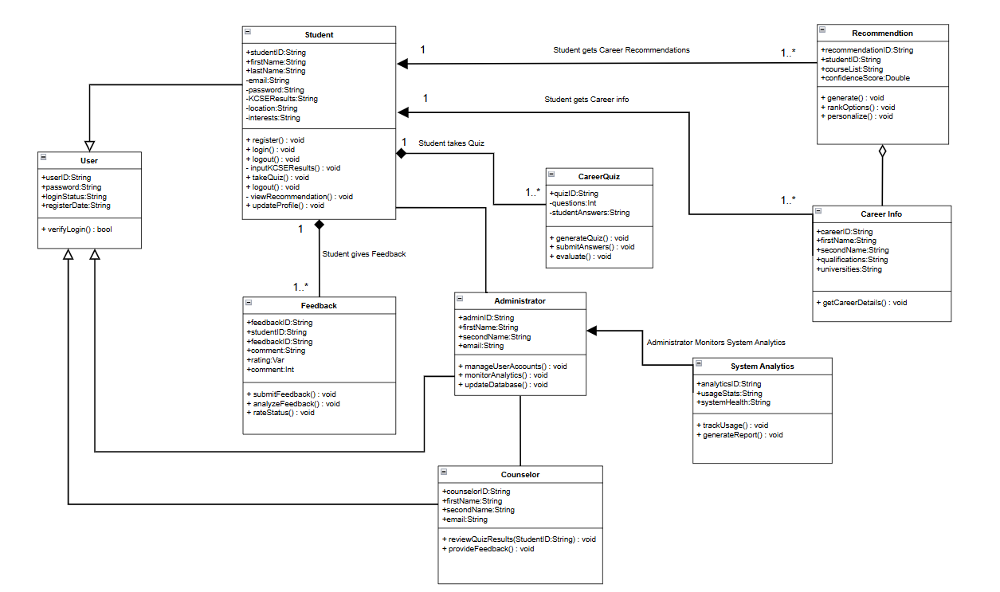 Student
+studentID:String
+firstName:String
+lastName:String
-email:String
-password:String
-KCSEResults:String
-location:String
-interests:String
+ register() : void
+ login() : void
+ logout() : void
- inputKCSEResults() : void
+ takeQuiz() : void
+ logout() : void
- viewRecommendation() : void
+ updateProfile() : void
1
Student gets Career Recommendations
1..*
Recommendtion
+recommendationID:String
+studentID:String
+courseList:String
+confidenceScore:Double
+ generate() : void
+ rankOptions() : void
+ personalize() : void
1
Student gets Career info
1..*
1
Student takes Quiz
1..*
User
+userID:String
+password:String
+loginStatus:String
+registerDate:String
+ verifyLogin() : bool
CareerQuiz
+quizID:String
-questions:Int
-studentAnswers:String
+ generateQuiz() : void
+ submitAnswers() : void
+ evaluate() : void
Career Info
+careerID:String
+firstName:String
+secondName:String
+qualifications:String
+universities:String
+ getCareerDetails() : void
1
Student gives Feedback
1..*
Feedback
+feedbackID:String
+studentID:String
+feedbackID:String
+comment:String
+rating:Var
+comment:Int
+ submitFeedback() : void
+ analyzeFeedback() : void
+ rateStatus() : void
Administrator
+adminID:String
+firstName:String
+secondName:String
+email:String
+ manageUserAccounts() : void
+ monitorAnalytics() : void
+ updateDatabase() : void
Administrator Monitors System Analytics
System Analytics
+analyticsID:String
+usageStats:String
+systemHealth:String
+ trackUsage() : void
+ generateReport() : void
Counselor
+counselorID:String
+firstName:String
+secondName:String
+email:String
+ reviewQuizResults(StudentID:String) : void
+ provideFeedback() : void